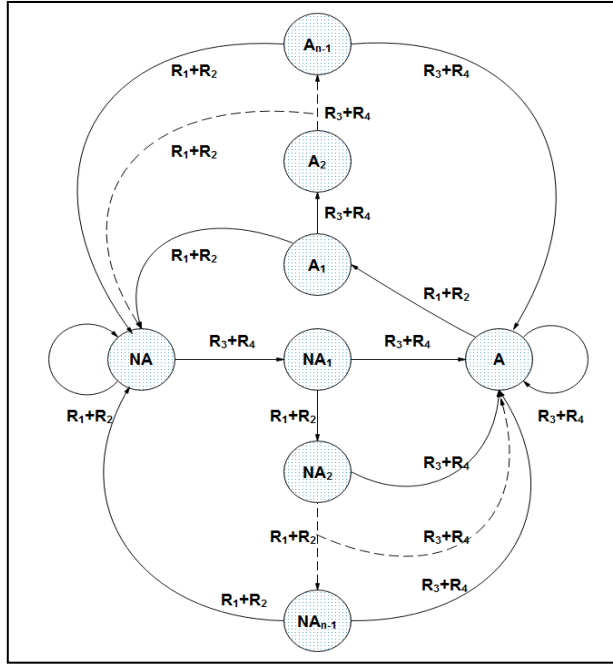 A₍n-1₎
R₁+R₂ R₃+R₄
R₃+R₄
R₁+R₂ A₂
R₃+R₄
R₁+R₂ A₁
R₁+R₂
R₃+R₄ R₃+R₄
NA NA₁ A
R₁+R₂ R₁+R₂ R₃+R₄
NA₂ R₃+R₄
R₁+R₂ R₃+R₄
R₁+R₂ R₃+R₄
NA₍n-1₎